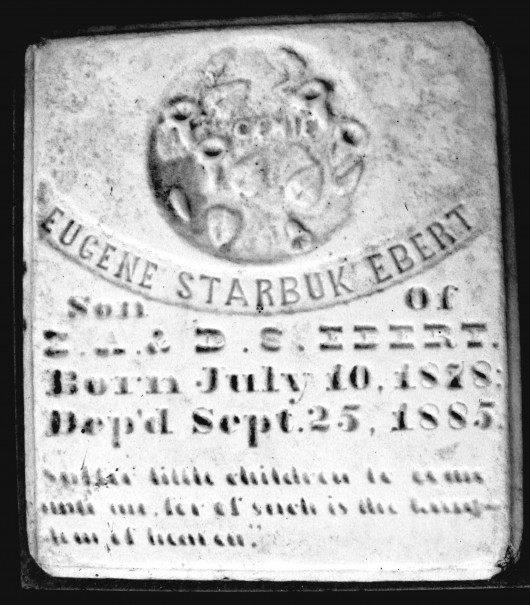 EUGENE STARBUK EBERT
Son Of
A. & D. S. EBERT.
Born July 10, 1878;
Dep'd Sept. 25, 1885.
Suffer little children to come
unto me, for of such is the king-
dom of heaven."